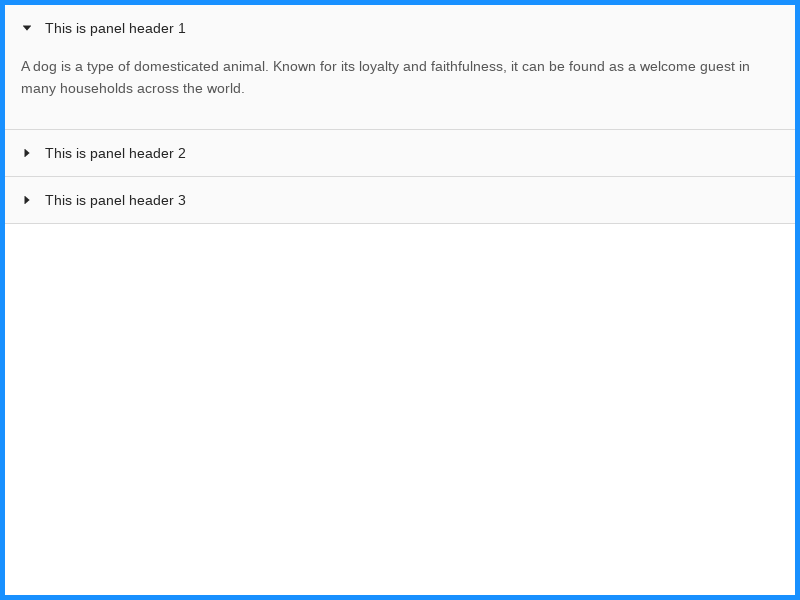 This is panel header 1
A dog is a type of domesticated animal. Known for its loyalty and faithfulness, it can be found as a welcome guest in
many households across the world.
This is panel header 2
This is panel header 3